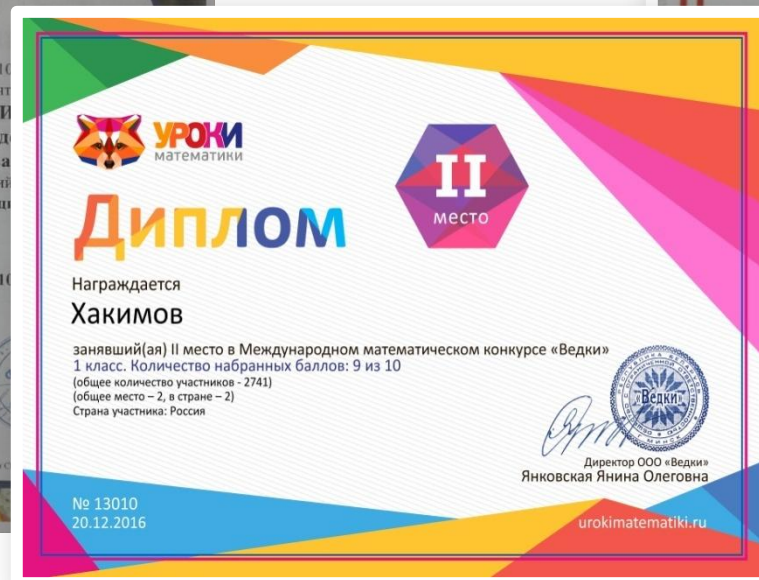 УРОКИ
математики
II
место
Диплом
Награждается
Хакимов
занявший(ая) II место в Международном математическом конкурсе «Ведки»
1 класс. Количество набранных баллов: 9 из 10
(общее количество участников - 2741)
(общее место – 2, в стране – 2)
Страна участника: Россия
«Ведки»
Директор ООО «Ведки»
Янковская Янина Олеговна
№ 13010
20.12.2016
urokimatematiki.ru